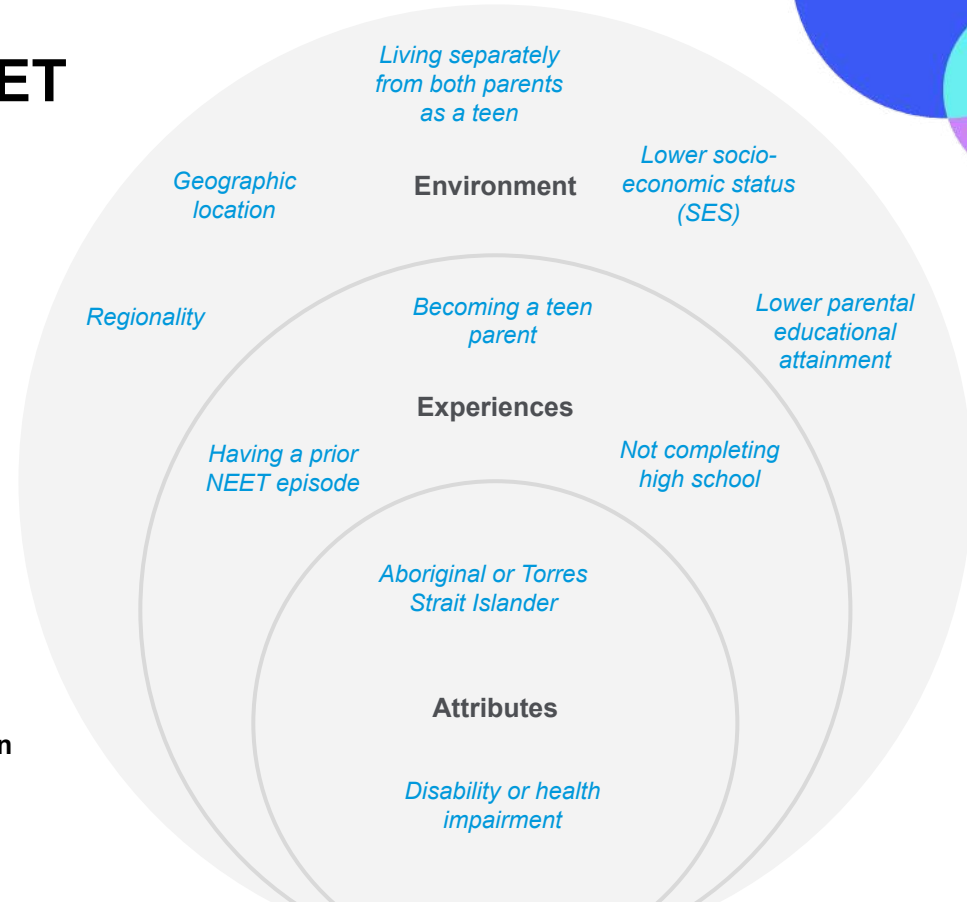 ET
Living separately
from both parents
as a teen
Geographic
location
Environment
Lower socio-
economic status
(SES)
Regionality
Becoming a teen
parent
Lower parental
educational
attainment
Experiences
Having a prior
NEET episode
Not completing
high school
Aboriginal or Torres
Strait Islander
Attributes
n
Disability or health
impairment